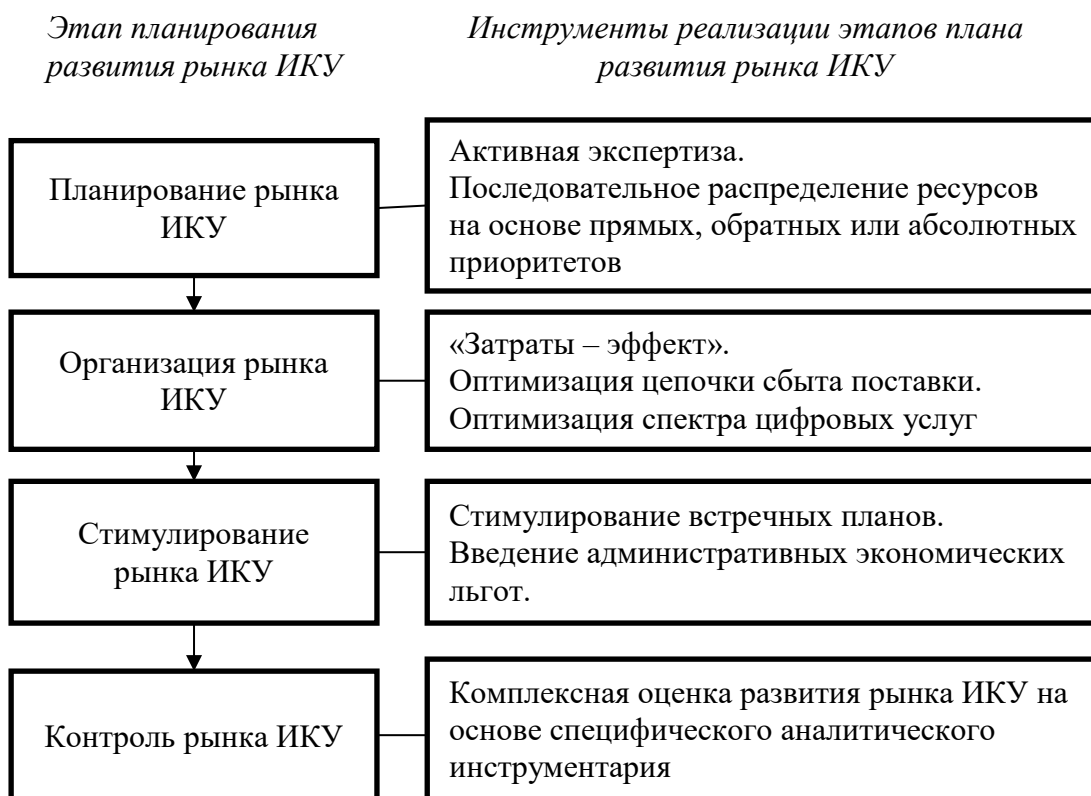 Этап планирования
развития рынка ИКУ
Инструменты реализации этапов плана
развития рынка ИКУ
Планирование рынка
ИКУ
Активная экспертиза.
Последовательное распределение ресурсов
на основе прямых, обратных или абсолютных
приоритетов
Организация рынка
ИКУ
«Затраты – эффект».
Оптимизация цепочки сбыта поставки.
Оптимизация спектра цифровых услуг
Стимулирование
рынка ИКУ
Стимулирование встречных планов.
Введение административных экономических
льгот.
Контроль рынка ИКУ
Комплексная оценка развития рынка ИКУ на
основе специфического аналитического
инструментария